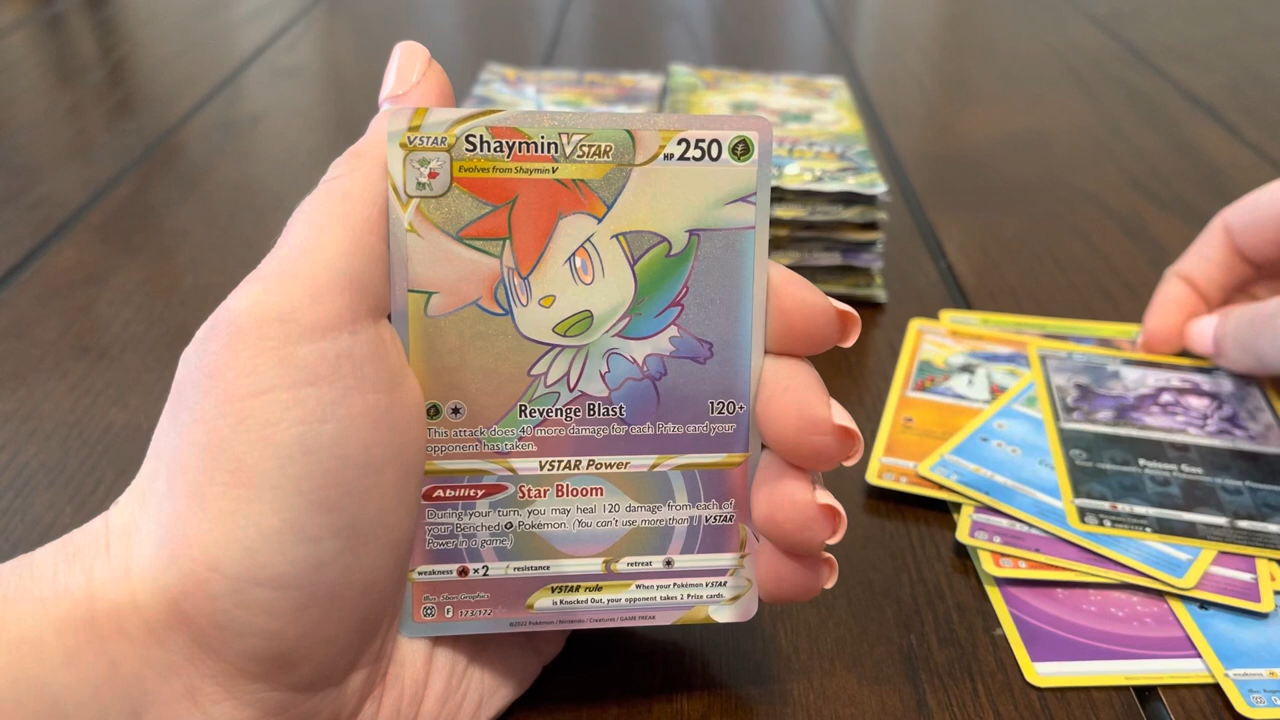 VSTAR
Shaymin VSTAR
HP 250
Evolves from Shaymin V
Revenge Blast 120+
This attack does 40 more damage for each Prize card your
opponent has taken.
VSTAR Power
Ability Star Bloom
During your turn, you may heal 120 damage from each of
your Benched Pokémon. (You can't use more than 1 VSTAR
Power in a game.)
weakness ×2 resistance retreat
VSTAR rule When your Pokémon VSTAR
is Knocked Out, your opponent takes 2 Prize cards.
Illus. 5ban Graphics
F 173/172
©2022 Pokémon / Nintendo / Creatures / GAME FREAK
Poison Gas
weakness